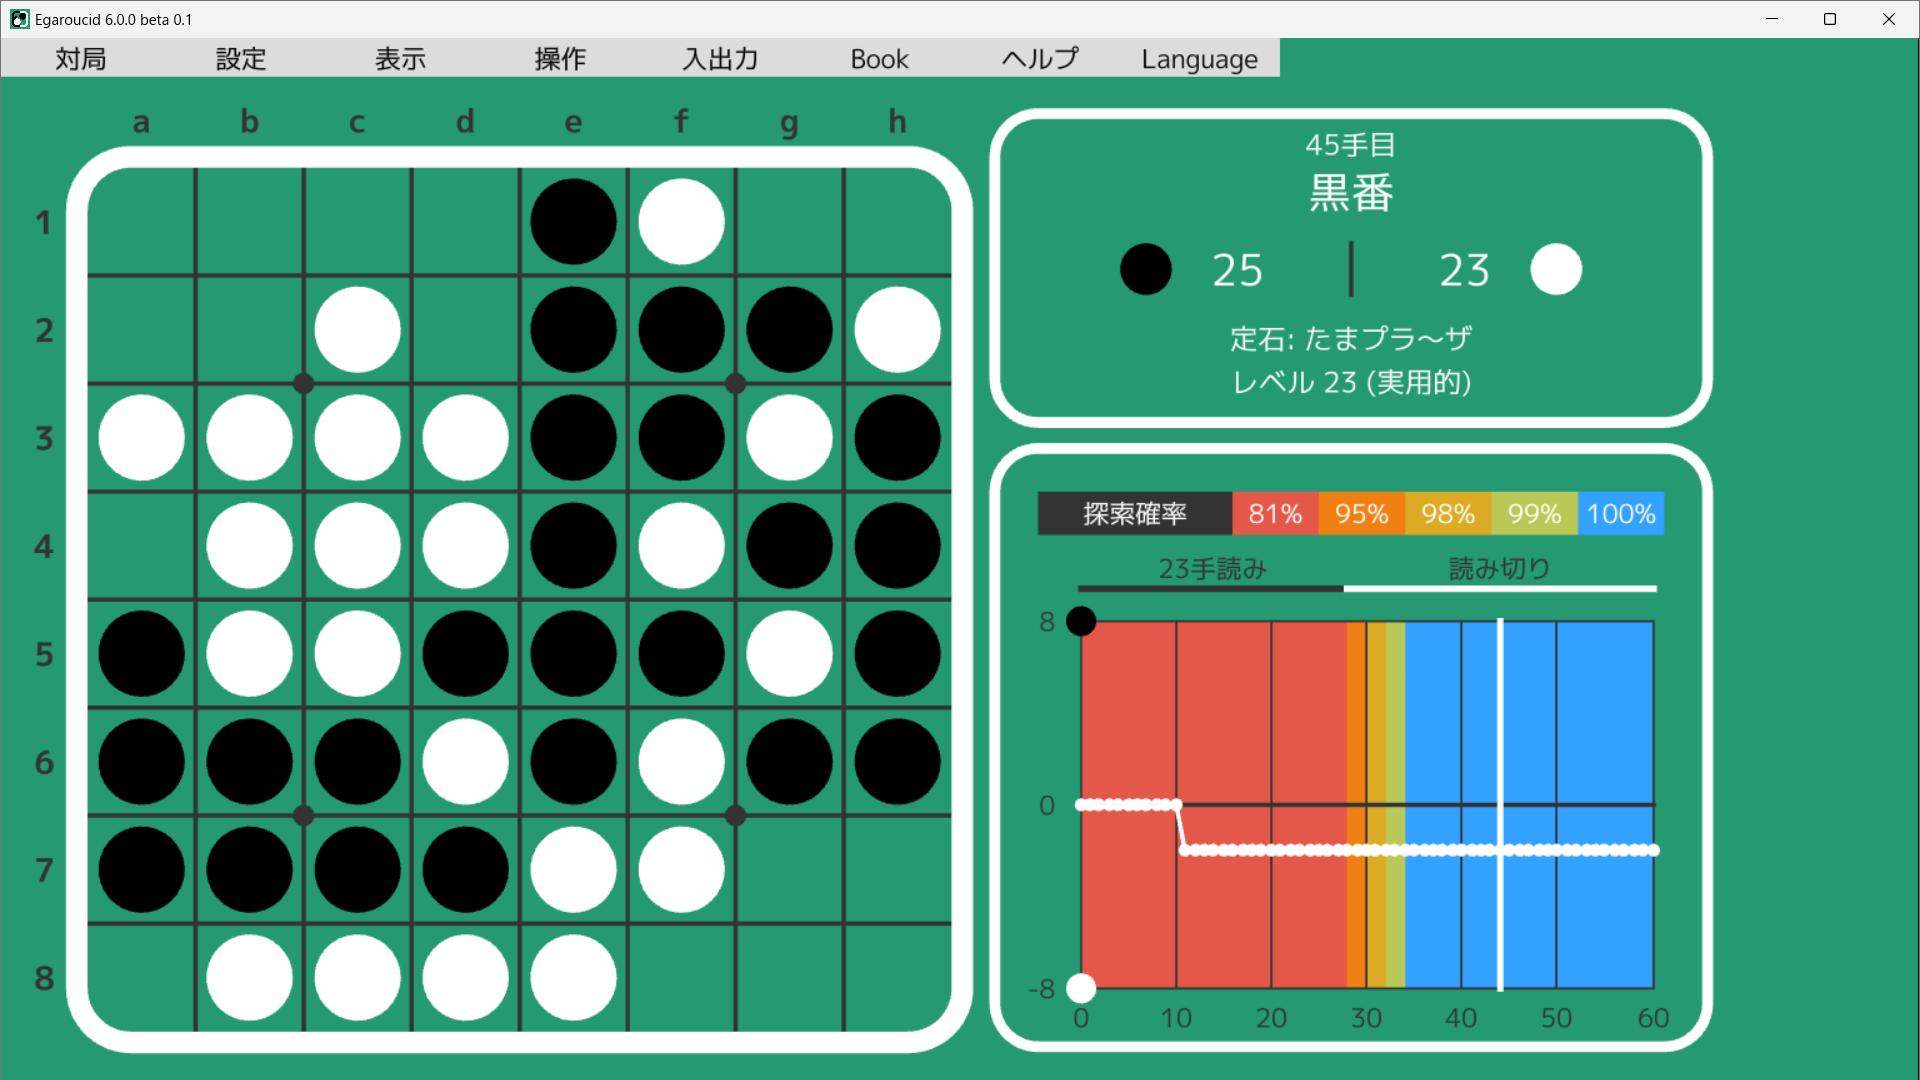 Egaroucid 6.0.0 beta 0.1
対局 設定 表示 操作 入出力 Book ヘルプ Language
a b c d e f g h
1
2
3
4
5
6
7
8
45手目
黒番
25 23
定石: たまプラ～ザ
レベル 23 (実用的)
探索確率 81% 95% 98% 99% 100%
23手読み 読み切り
8
0
-8
0 10 20 30 40 50 60